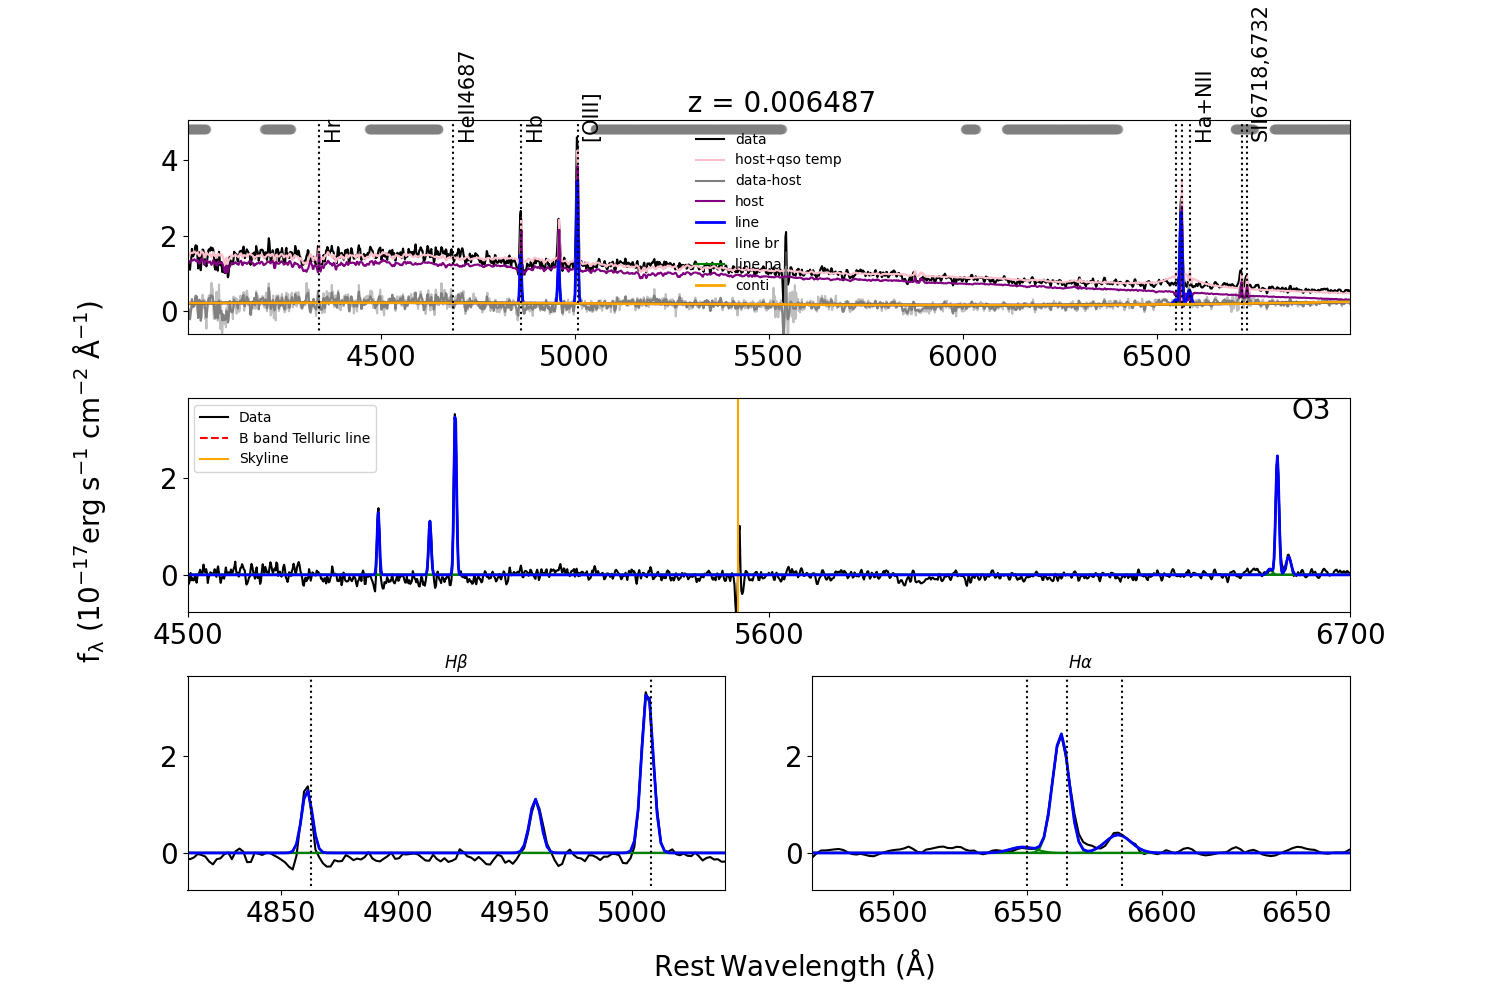 z = 0.006487
Hr
HeII4687
Hb
[OIII]
Ha+NII
SII6718,6732
data
host+qso temp
data-host
host
line
line br
line na
conti
4
2
0
4500
5000
5500
6000
6500
O3
Data
B band Telluric line
Skyline
2
0
4500
5600
6700
fλ (10⁻¹⁷erg s⁻¹ cm⁻² Å⁻¹)
Hβ
2
0
4850
4900
4950
5000
Hα
2
0
6500
6550
6600
6650
Rest Wavelength (Å)